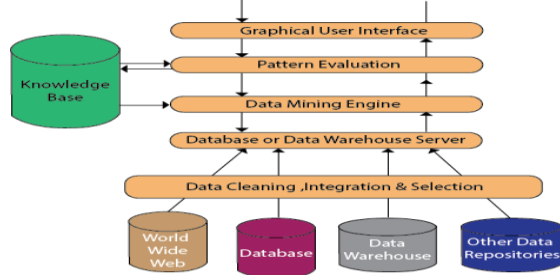 Graphical User Interface
Pattern Evaluation
Knowledge
Base
Data Mining Engine
Database or Data Warehouse Server
Data Cleaning ,Integration & Selection
World
Wide
Web
Database
Data
Warehouse
Other Data
Repositories